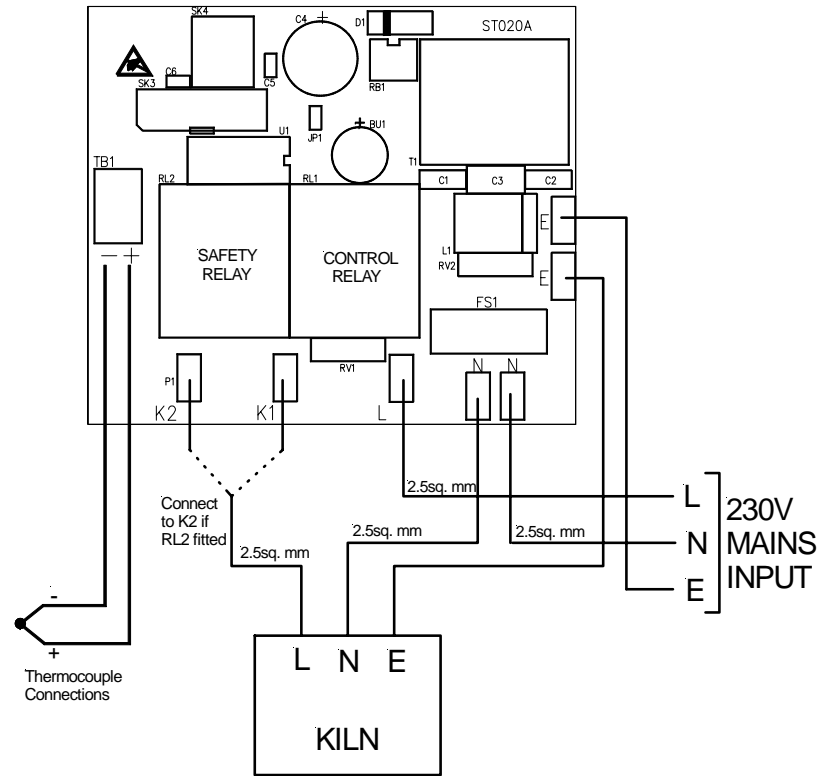 SK4
C4
+
D1
ST020A
C6
C5
RB1
SK3
JP1
+
BU1
U1
T1
TB1
RL2
RL1
C1
C3
C2
E
SAFETY
RELAY
CONTROL
RELAY
L1
RV2
E
− +
FS1
P1
RV1
N N
K2
K1
L
Connect
to K2 if
RL2 fitted
2.5sq. mm
2.5sq. mm
2.5sq. mm
2.5sq. mm
L
N
E
230V
MAINS
INPUT
-
+
Thermocouple
Connections
L N E
KILN